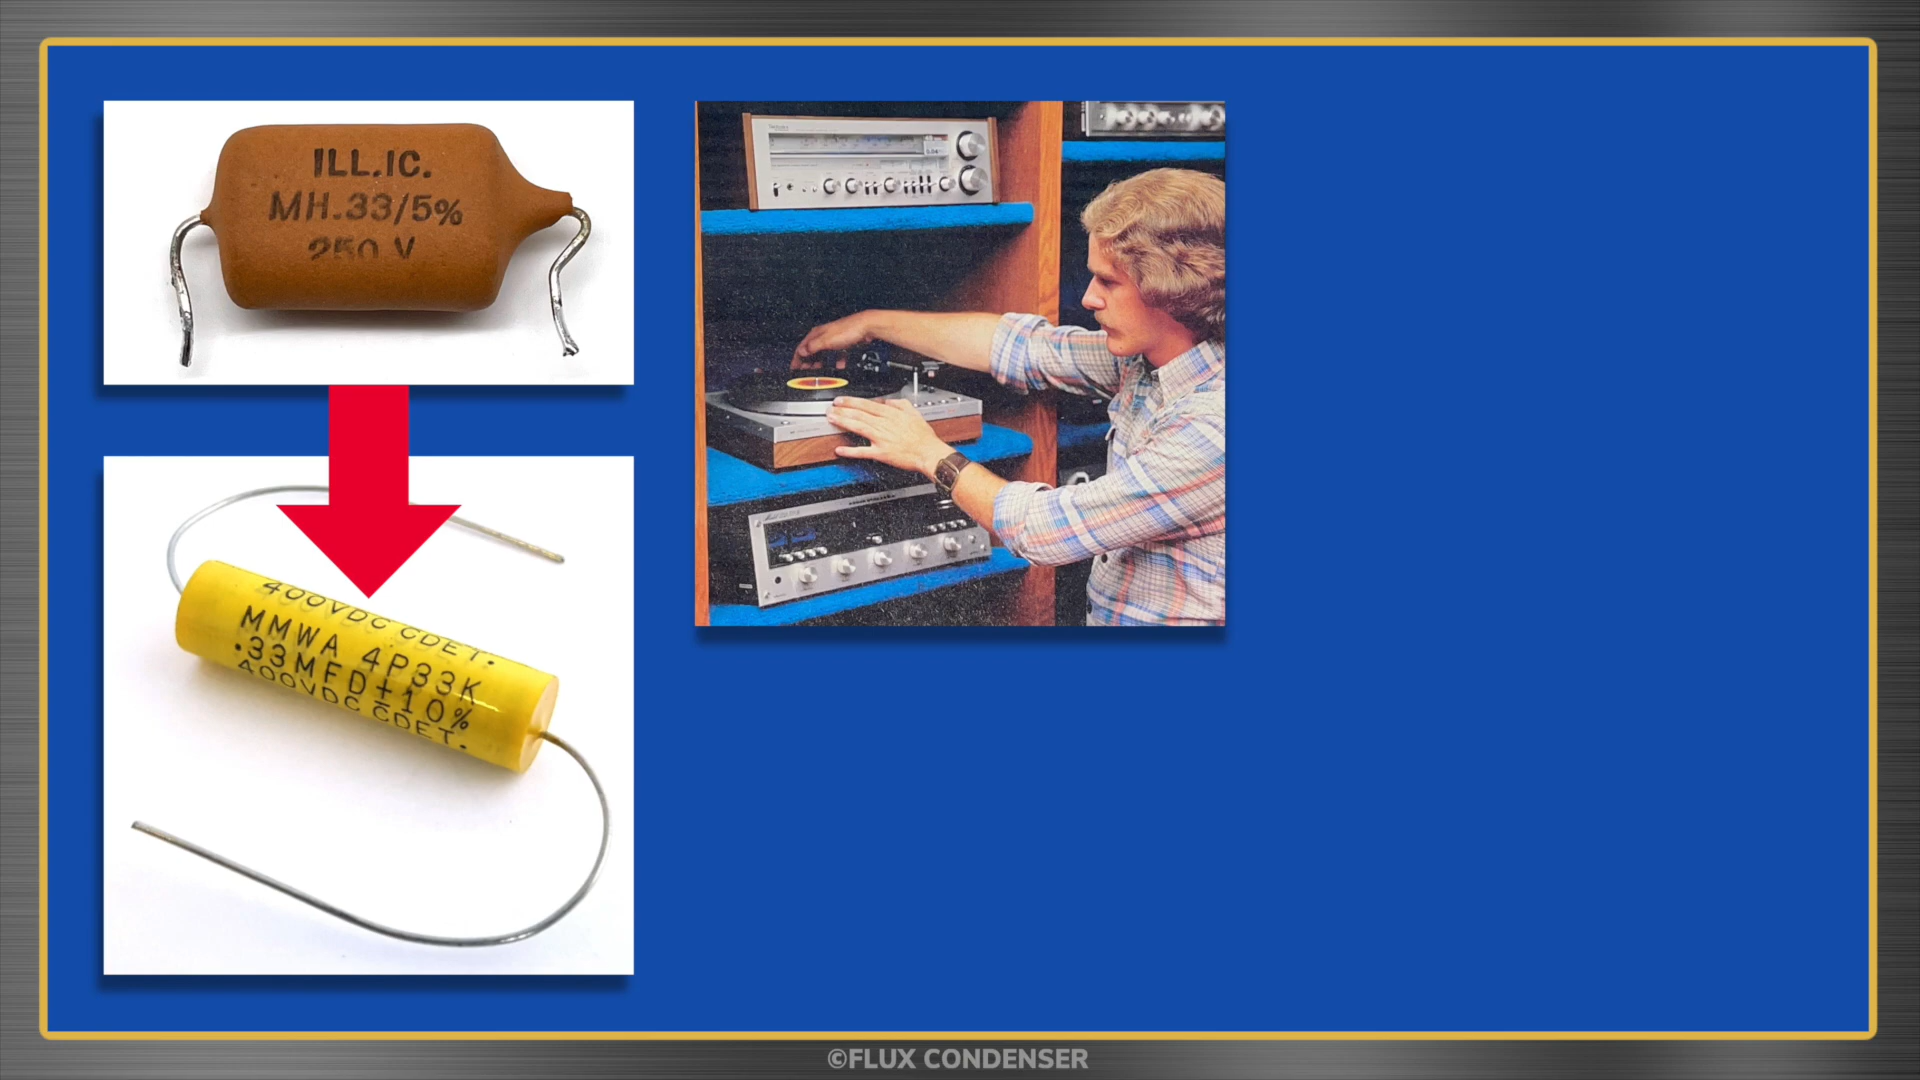 ILL.IC.
MH.33/5%
250 V
400VDC CDET.
MMWA 4P33K
.33MFD±10%
400VDC CDET.
©FLUX CONDENSER